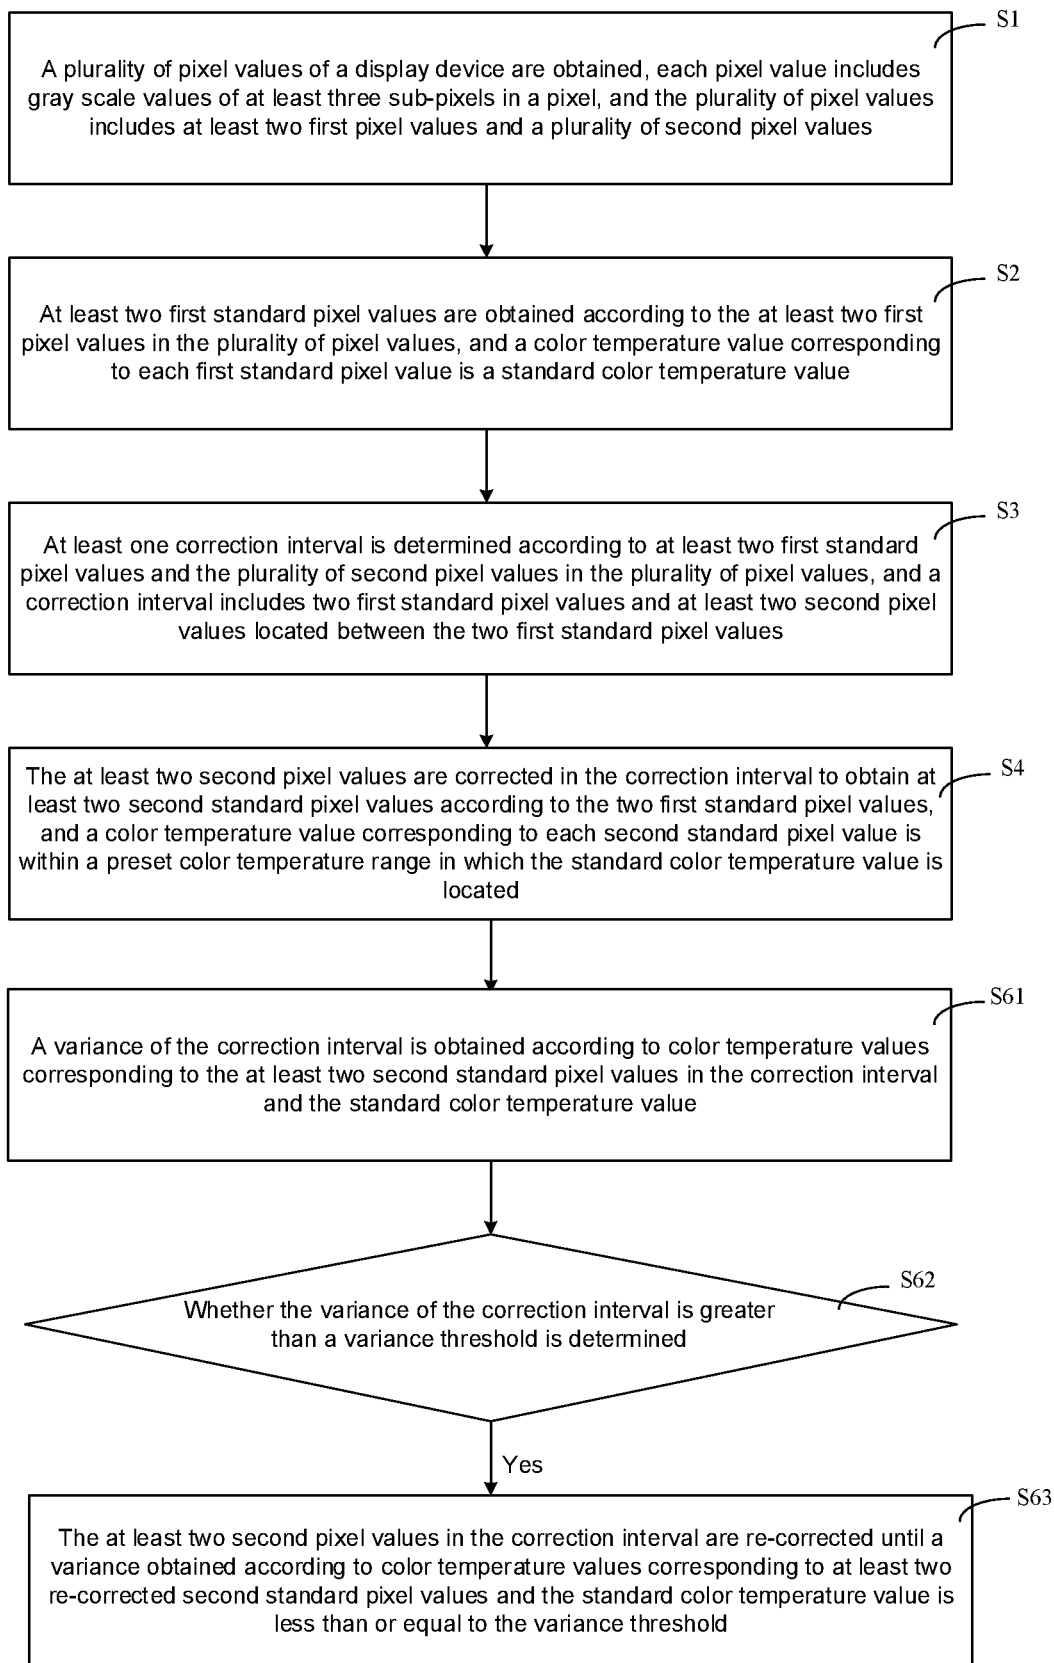 S1
A plurality of pixel values of a display device are obtained, each pixel value includes
gray scale values of at least three sub-pixels in a pixel, and the plurality of pixel values
includes at least two first pixel values and a plurality of second pixel values
S2
At least two first standard pixel values are obtained according to the at least two first
pixel values in the plurality of pixel values, and a color temperature value corresponding
to each first standard pixel value is a standard color temperature value
S3
At least one correction interval is determined according to at least two first standard
pixel values and the plurality of second pixel values in the plurality of pixel values, and a
correction interval includes two first standard pixel values and at least two second pixel
values located between the two first standard pixel values
S4
The at least two second pixel values are corrected in the correction interval to obtain at
least two second standard pixel values according to the two first standard pixel values,
and a color temperature value corresponding to each second standard pixel value is
within a preset color temperature range in which the standard color temperature value is
located
S61
A variance of the correction interval is obtained according to color temperature values
corresponding to the at least two second standard pixel values in the correction interval
and the standard color temperature value
S62
Whether the variance of the correction interval is greater
than a variance threshold is determined
Yes
S63
The at least two second pixel values in the correction interval are re-corrected until a
variance obtained according to color temperature values corresponding to at least two
re-corrected second standard pixel values and the standard color temperature value is
less than or equal to the variance threshold